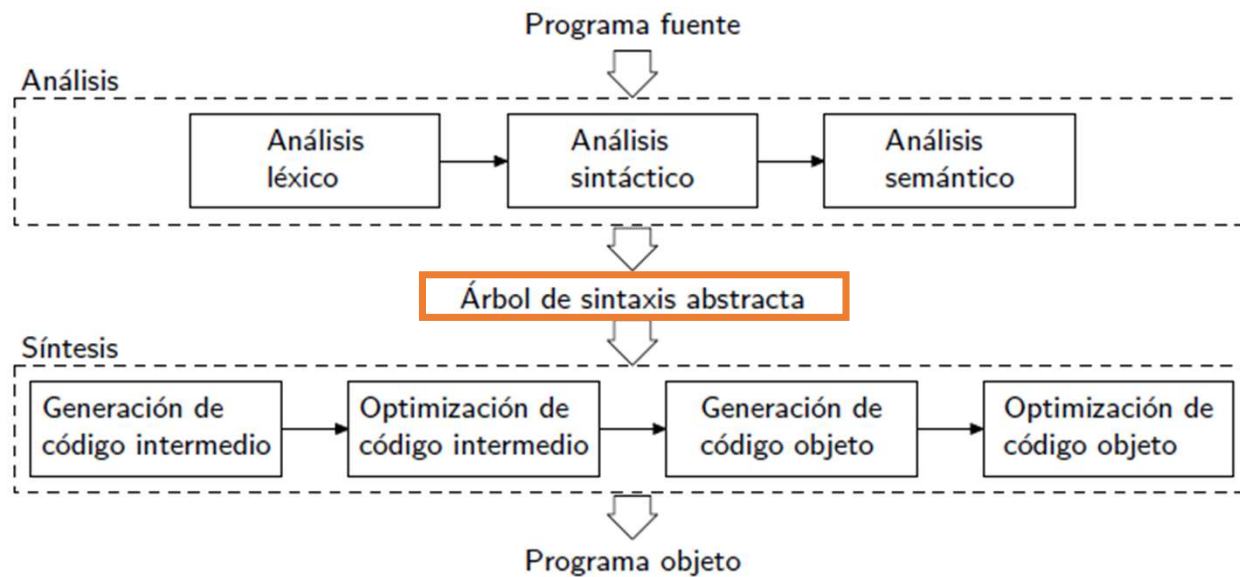 Programa fuente
Análisis
Análisis
léxico
Análisis
sintáctico
Análisis
semántico
Árbol de sintaxis abstracta
Síntesis
Generación de
código intermedio
Optimización de
código intermedio
Generación de
código objeto
Optimización de
código objeto
Programa objeto